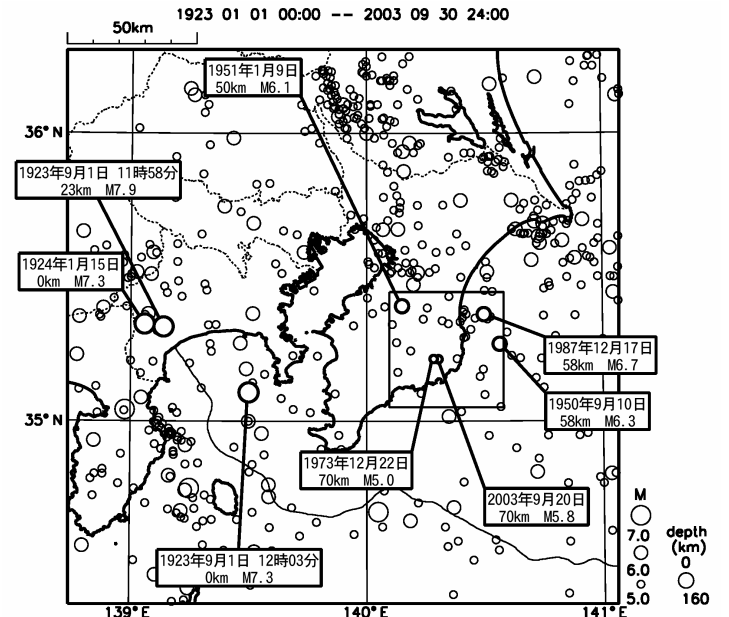 1923 01 01 00:00 -- 2003 09 30 24:00
50km
1951年1月9日
50km M6.1
36°N
1923年9月1日 11時58分
23km M7.9
1924年1月15日
0km M7.3
1987年12月17日
58km M6.7
1950年9月10日
58km M6.3
35°N
1973年12月22日
70km M5.0
2003年9月20日
70km M5.8
1923年9月1日 12時03分
0km M7.3
M
7.0
6.0
5.0
depth
(km)
0
160
139°E
140°E
141°E